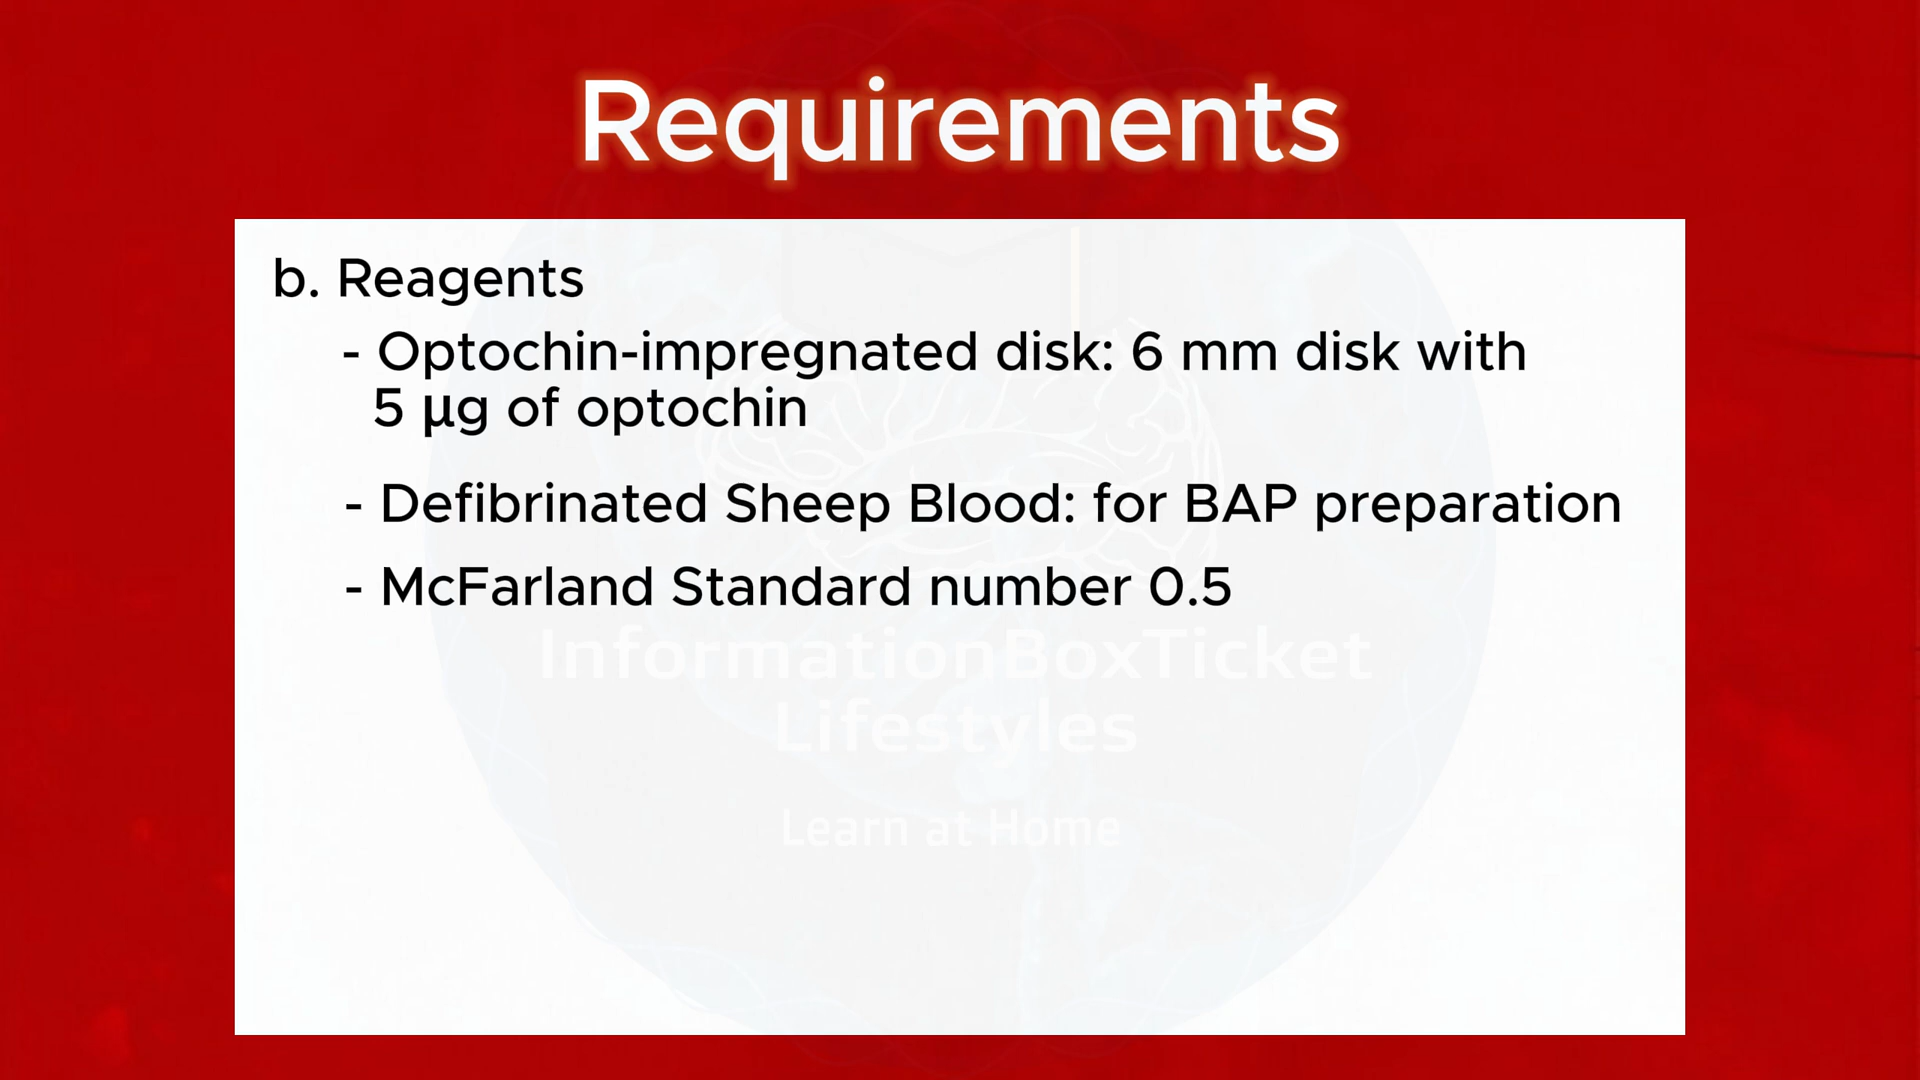 Requirements
b. Reagents
- Optochin-impregnated disk: 6 mm disk with
5 µg of optochin
- Defibrinated Sheep Blood: for BAP preparation
- McFarland Standard number 0.5
InformationBoxTicket
Lifestyles
Learn at Home